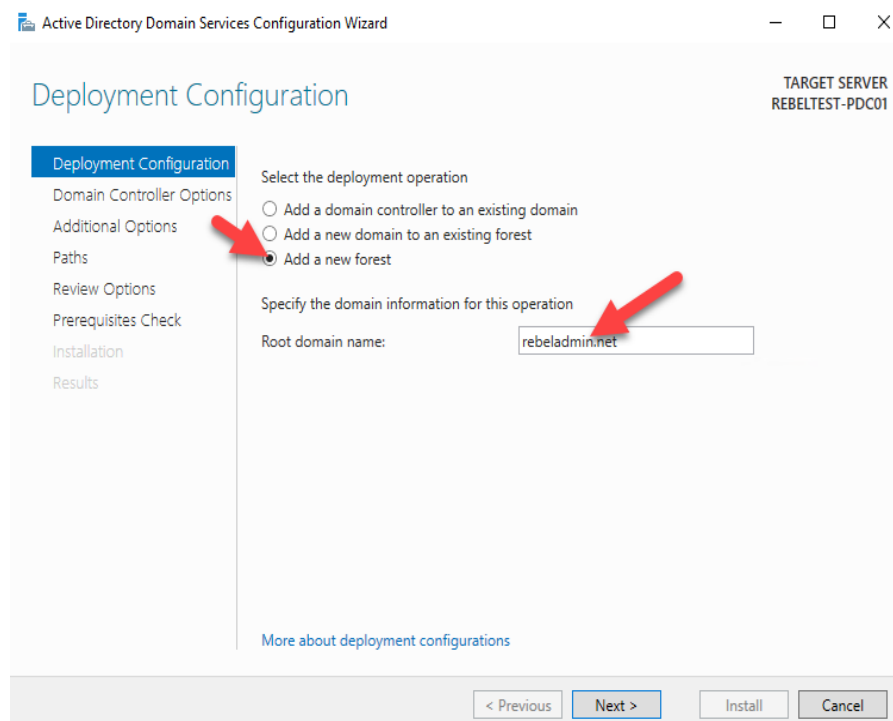 Active Directory Domain Services Configuration Wizard
Deployment Configuration
TARGET SERVER
REBELTEST-PDC01
Deployment Configuration
Domain Controller Options
Additional Options
Paths
Review Options
Prerequisites Check
Installation
Results
Select the deployment operation
Add a domain controller to an existing domain
Add a new domain to an existing forest
Add a new forest
Specify the domain information for this operation
Root domain name:
rebeladmin.net
More about deployment configurations
< Previous
Next >
Install
Cancel